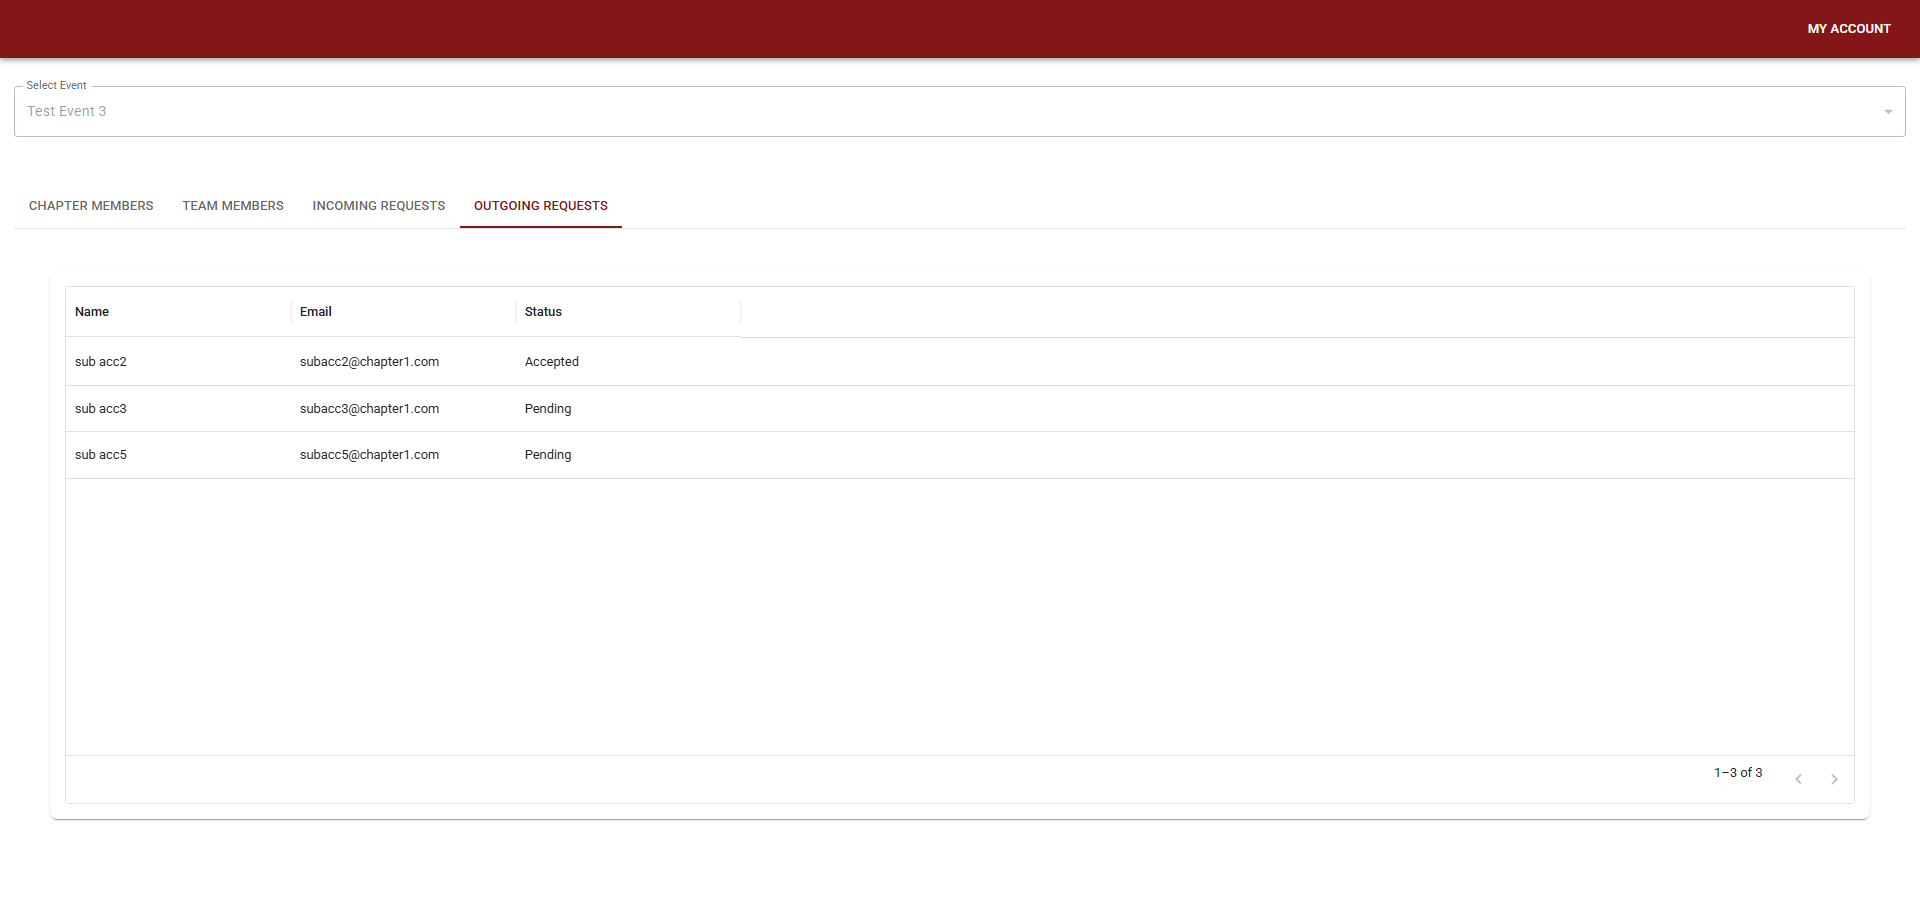 MY ACCOUNT
Select Event
Test Event 3
CHAPTER MEMBERS TEAM MEMBERS INCOMING REQUESTS OUTGOING REQUESTS
Name Email Status
sub acc2 subacc2@chapter1.com Accepted
sub acc3 subacc3@chapter1.com Pending
sub acc5 subacc5@chapter1.com Pending
1–3 of 3